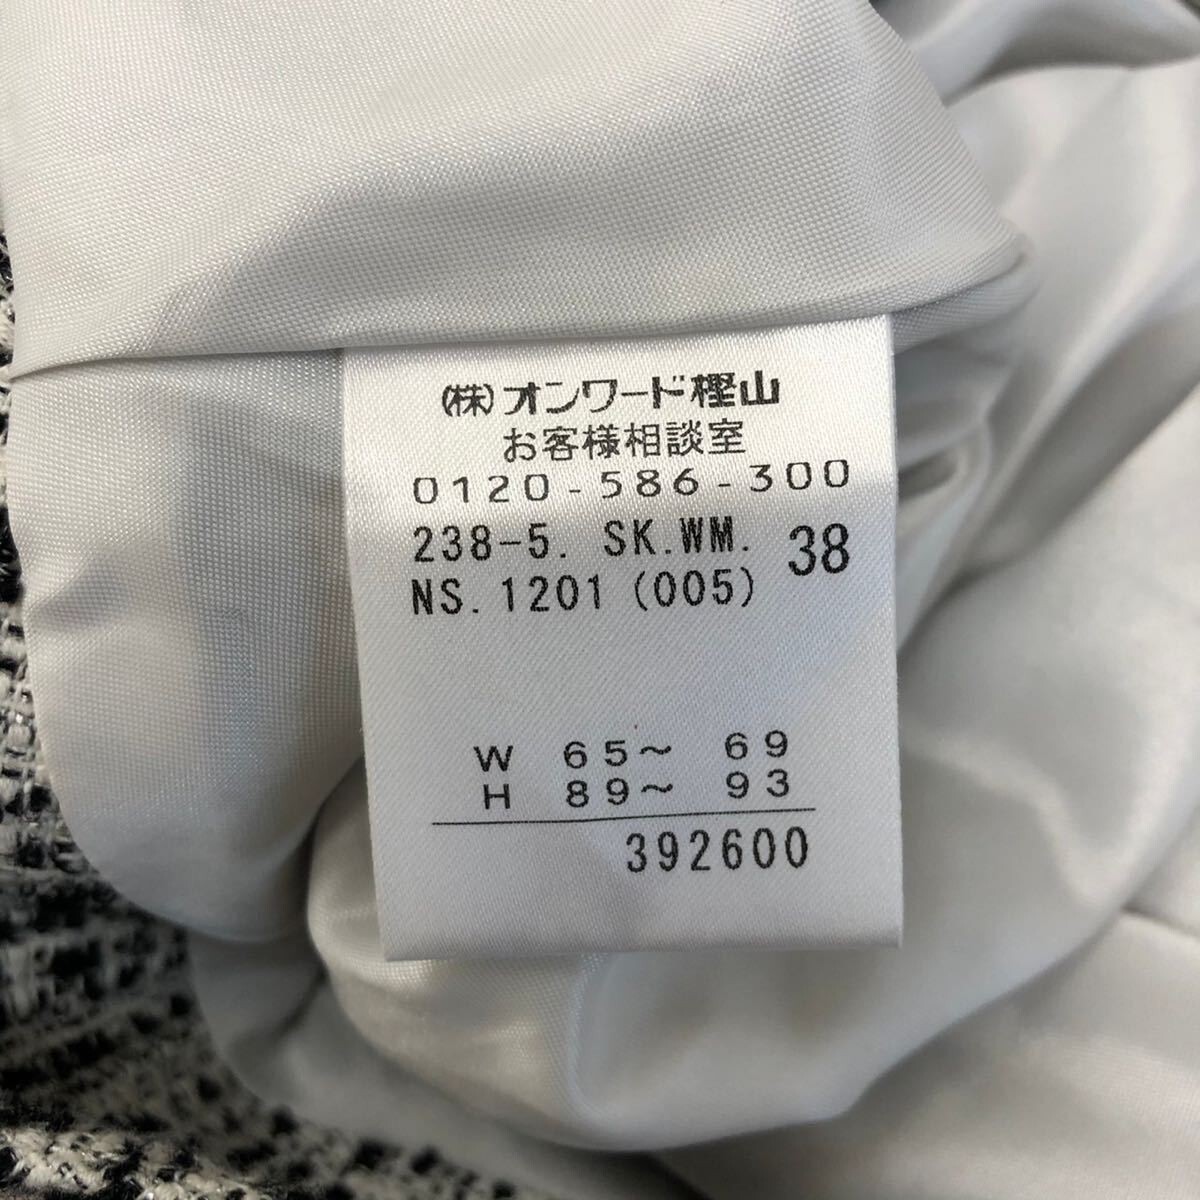 (株)オンワード樫山
お客様相談室
0120-586-300
238-5. SK.WM. 38
NS.1201 (005)
W 65~ 69
H 89~ 93
392600